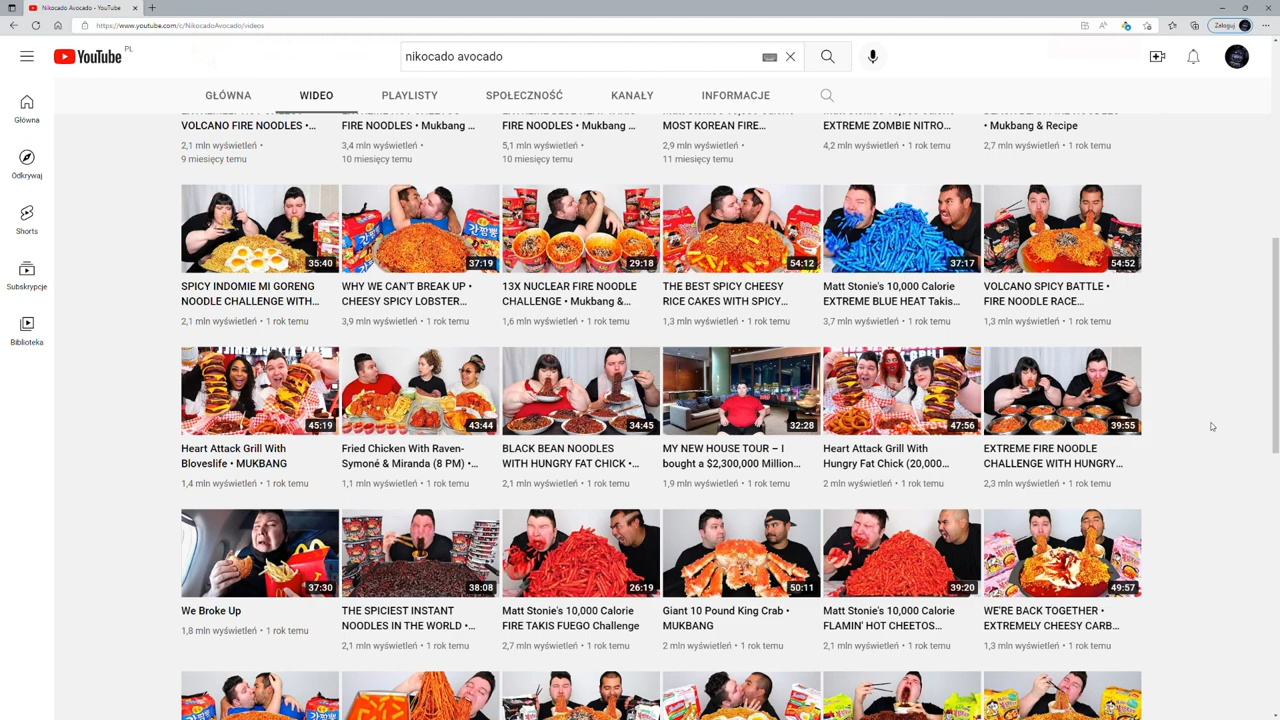 Nikocado Avocado - YouTube
https://www.youtube.com/c/NikocadoAvocado/videos
Zaloguj
YouTube PL
nikocado avocado
GŁÓWNA WIDEO PLAYLISTY SPOŁECZNOŚĆ KANAŁY INFORMACJE
Główna
Odkrywaj
Shorts
Subskrypcje
Biblioteka
VOLCANO FIRE NOODLES •...
2,1 mln wyświetleń •
9 miesięcy temu
FIRE NOODLES • Mukbang ...
3,4 mln wyświetleń •
10 miesięcy temu
FIRE NOODLES • Mukbang ...
5,1 mln wyświetleń •
10 miesięcy temu
MOST KOREAN FIRE...
2,9 mln wyświetleń •
11 miesięcy temu
EXTREME ZOMBIE NITRO...
4,2 mln wyświetleń • 1 rok temu
• Mukbang & Recipe
2,7 mln wyświetleń • 1 rok temu
35:40
SPICY INDOMIE MI GORENG
NOODLE CHALLENGE WITH...
2,1 mln wyświetleń • 1 rok temu
37:19
WHY WE CAN'T BREAK UP •
CHEESY SPICY LOBSTER...
3,9 mln wyświetleń • 1 rok temu
29:18
13X NUCLEAR FIRE NOODLE
CHALLENGE • Mukbang &
1,6 mln wyświetleń • 1 rok temu
54:12
THE BEST SPICY CHEESY
RICE CAKES WITH SPICY...
1,3 mln wyświetleń • 1 rok temu
37:17
Matt Stonie's 10,000 Calorie
EXTREME BLUE HEAT Takis...
3,7 mln wyświetleń • 1 rok temu
54:52
VOLCANO SPICY BATTLE •
FIRE NOODLE RACE...
1,3 mln wyświetleń • 1 rok temu
45:19
Heart Attack Grill With
Bloveslife • MUKBANG
1,4 mln wyświetleń • 1 rok temu
43:44
Fried Chicken With Raven-
Symoné & Miranda (8 PM) •...
1,1 mln wyświetleń • 1 rok temu
34:45
BLACK BEAN NOODLES
WITH HUNGRY FAT CHICK •...
2,1 mln wyświetleń • 1 rok temu
32:28
MY NEW HOUSE TOUR – I
bought a $2,300,000 Million...
1,9 mln wyświetleń • 1 rok temu
47:56
Heart Attack Grill With
Hungry Fat Chick (20,000...
2 mln wyświetleń • 1 rok temu
39:55
EXTREME FIRE NOODLE
CHALLENGE WITH HUNGRY...
2,3 mln wyświetleń • 1 rok temu
37:30
We Broke Up
1,8 mln wyświetleń • 1 rok temu
38:08
THE SPICIEST INSTANT
NOODLES IN THE WORLD •...
2,1 mln wyświetleń • 1 rok temu
26:19
Matt Stonie's 10,000 Calorie
FIRE TAKIS FUEGO Challenge
2,7 mln wyświetleń • 1 rok temu
50:11
Giant 10 Pound King Crab •
MUKBANG
2 mln wyświetleń • 1 rok temu
39:20
Matt Stonie's 10,000 Calorie
FLAMIN' HOT CHEETOS...
2,1 mln wyświetleń • 1 rok temu
49:57
WE'RE BACK TOGETHER •
EXTREMELY CHEESY CARB...
1,3 mln wyświetleń • 1 rok temu